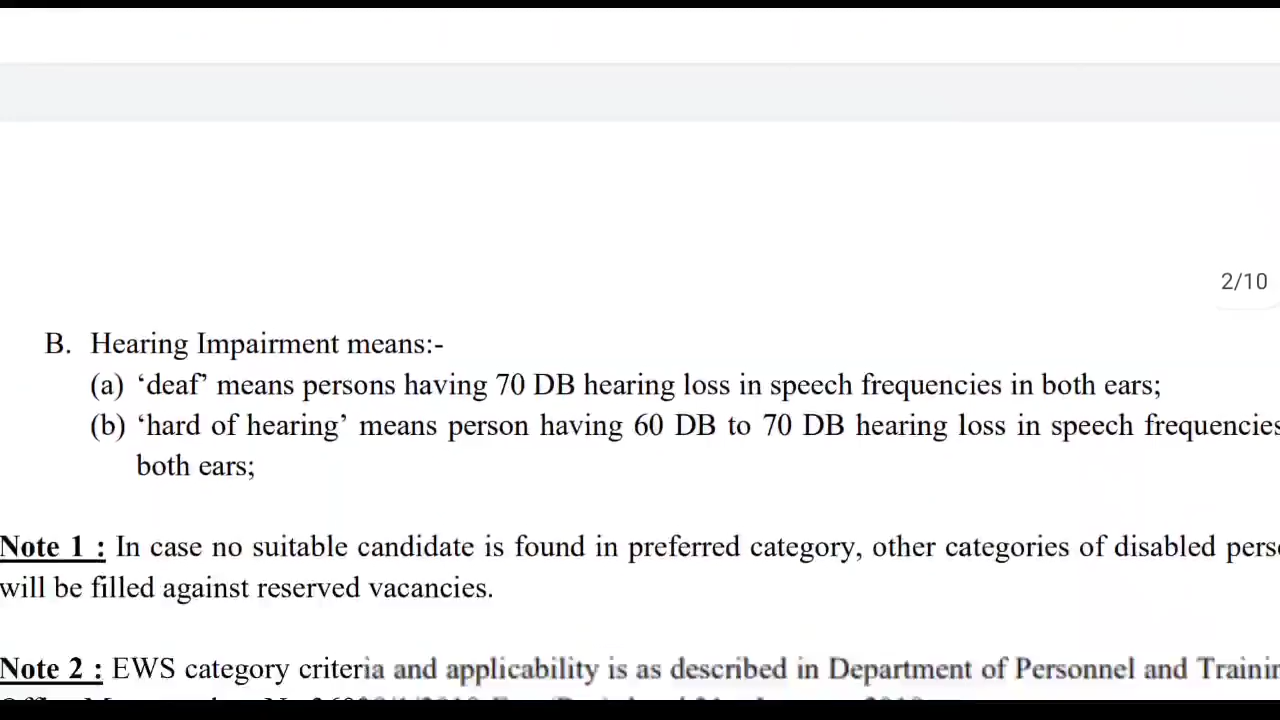 2/10
B. Hearing Impairment means:-
(a) ‘deaf’ means persons having 70 DB hearing loss in speech frequencies in both ears;
(b) ‘hard of hearing’ means person having 60 DB to 70 DB hearing loss in speech frequencies
both ears;
Note 1 : In case no suitable candidate is found in preferred category, other categories of disabled
will be filled against reserved vacancies.
Note 2 : EWS category criteria and applicability is as described in Department of Personnel and